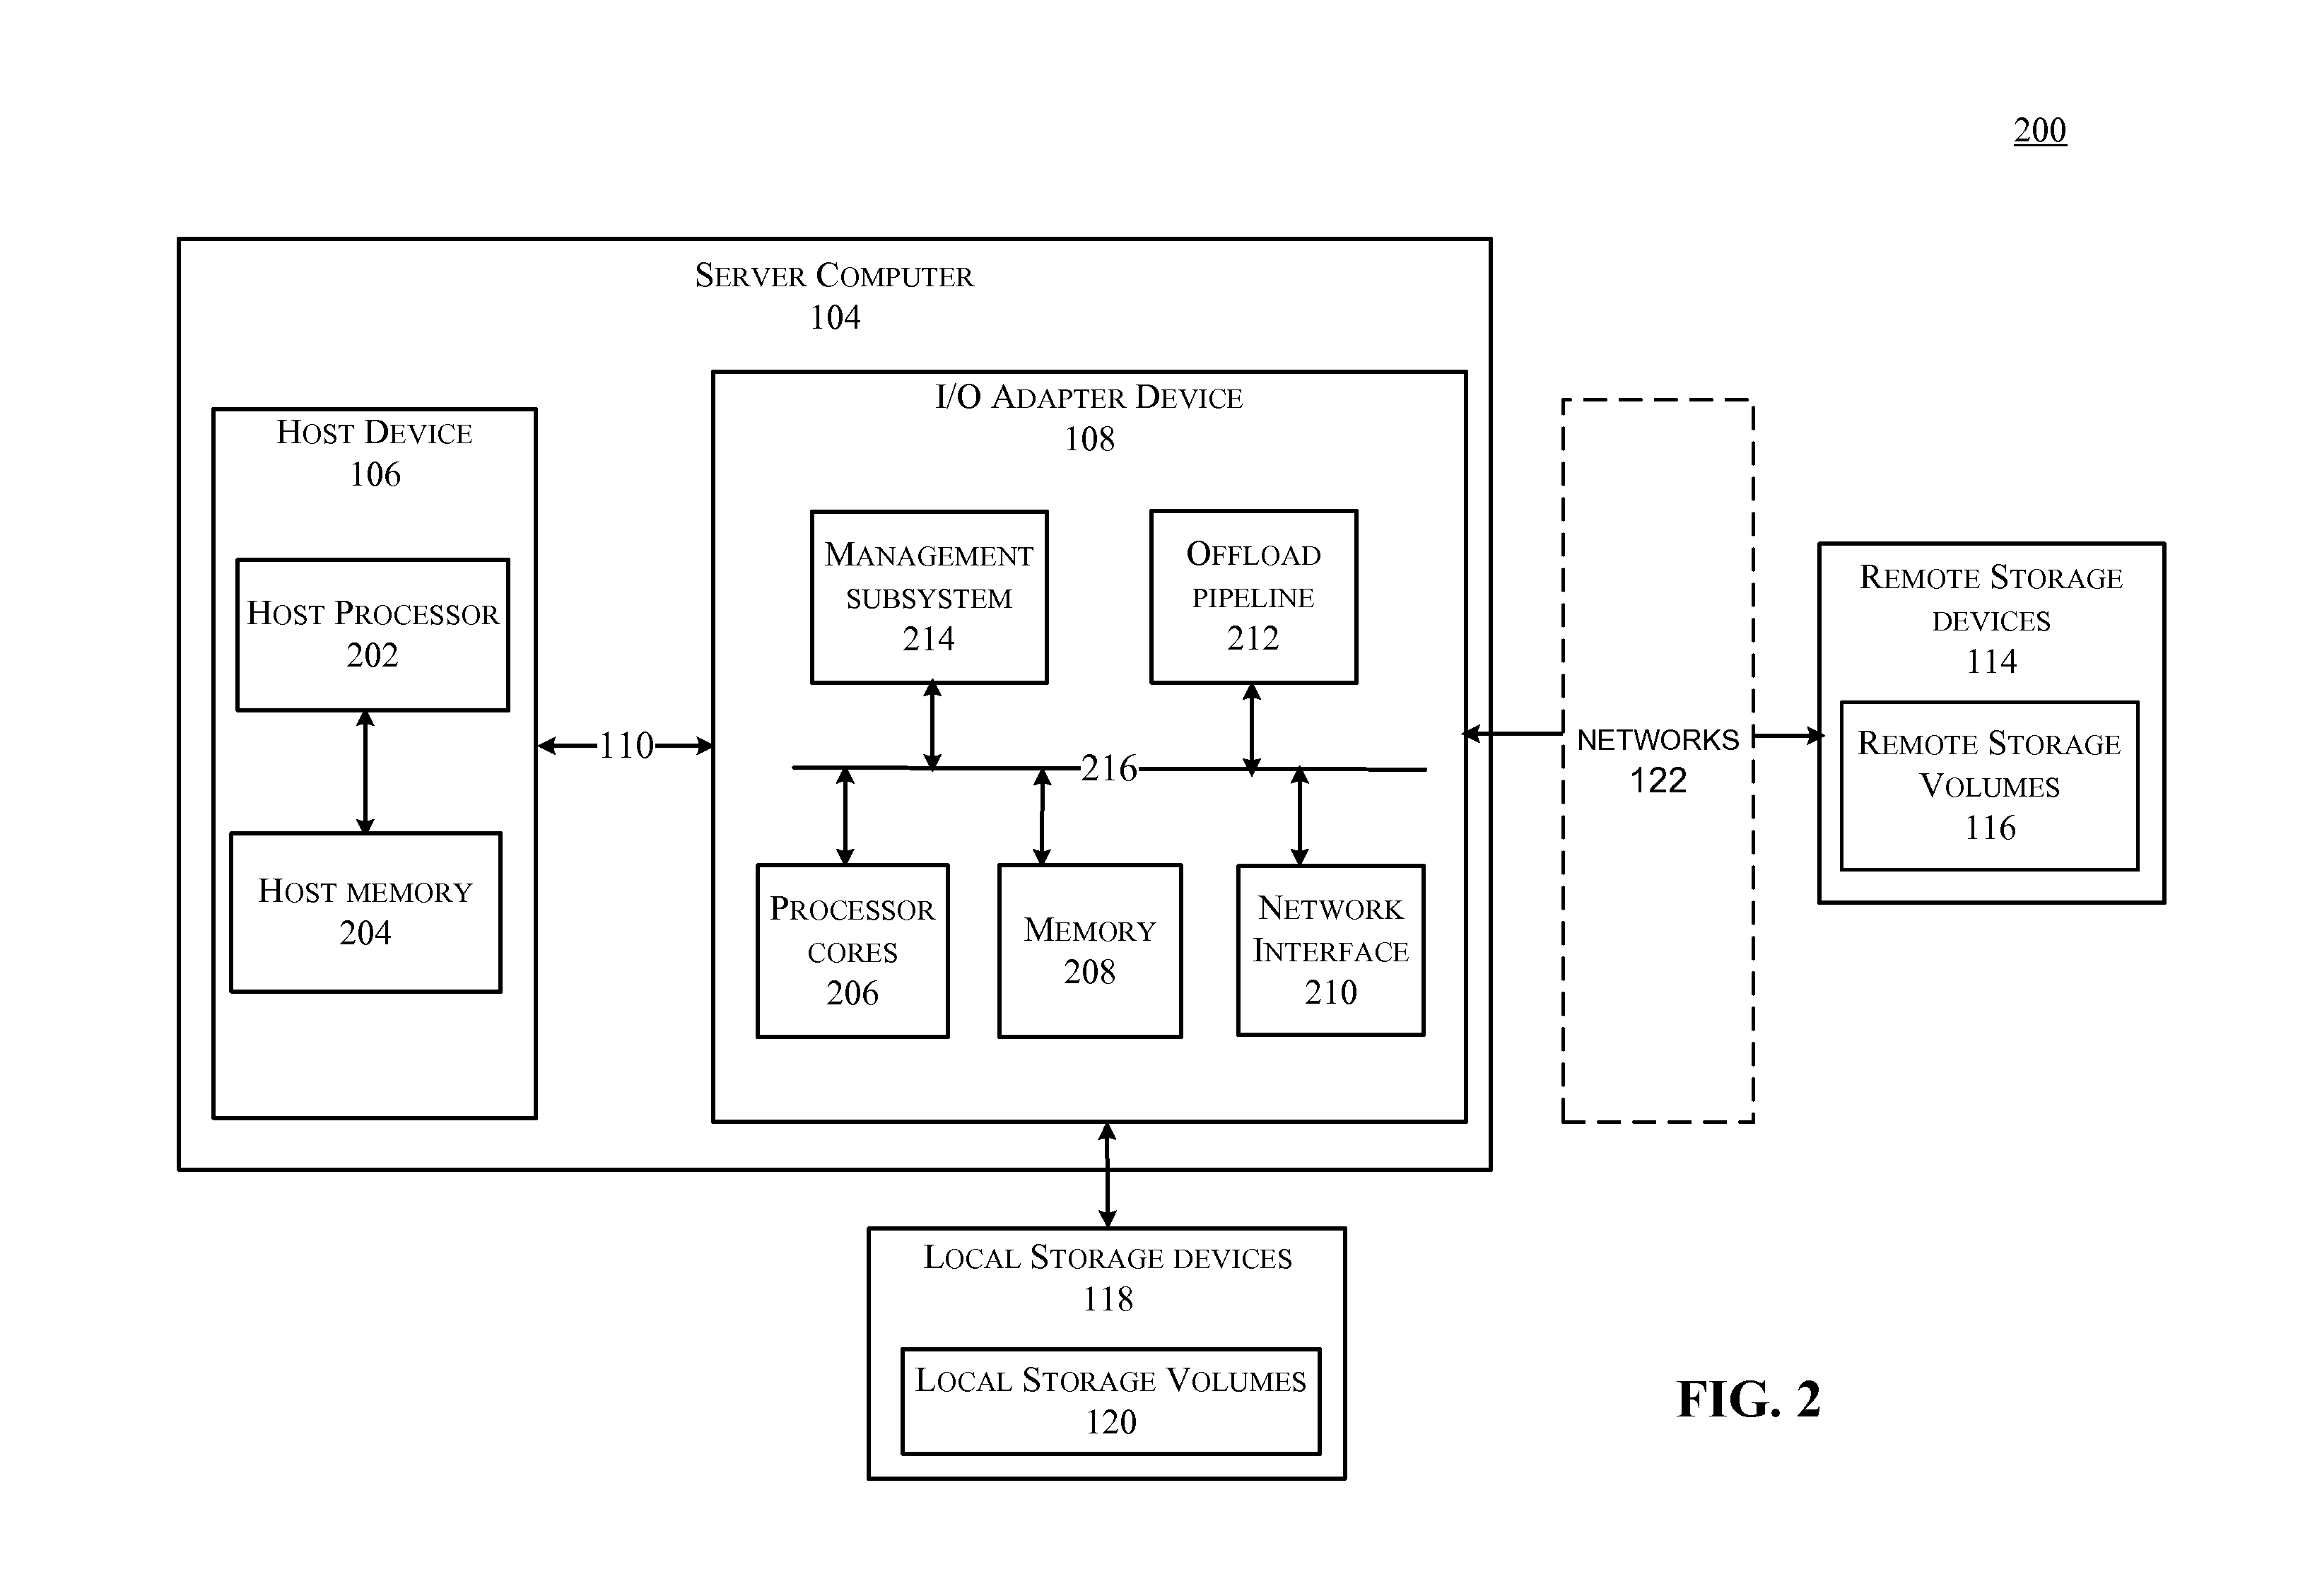 200
Server Computer
104
I/O Adapter Device
108
Host Device
106
Host Processor
202
Host memory
204
110
Management
subsystem
214
Offload
pipeline
212
216
Processor
cores
206
Memory
208
Network
Interface
210
NETWORKS
122
Remote Storage
devices
114
Remote Storage
Volumes
116
Local Storage devices
118
Local Storage Volumes
120
FIG. 2